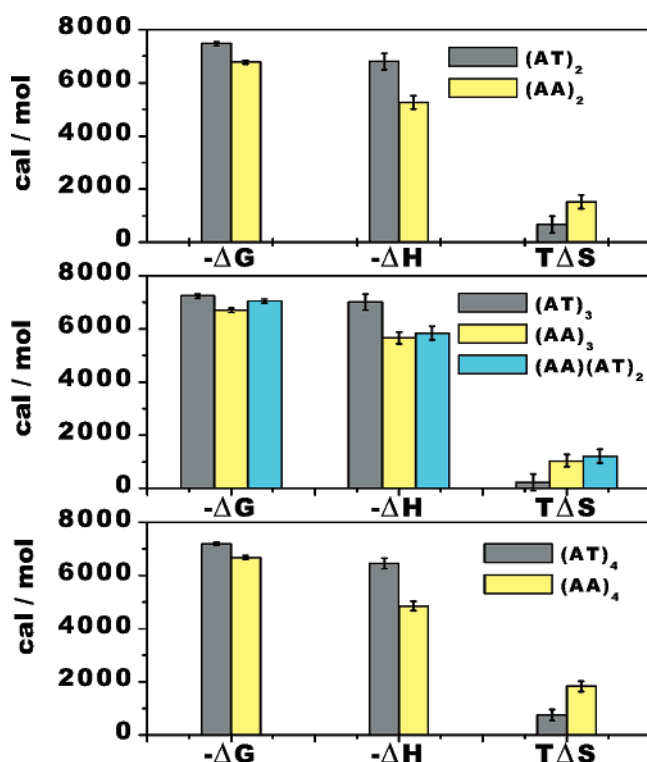 8000
6000
4000
2000
0
cal / mol
(AT)2
(AA)2
-ΔG -ΔH TΔS
8000
6000
4000
2000
0
cal / mol
(AT)3
(AA)3
(AA)(AT)2
-ΔG -ΔH TΔS
8000
6000
4000
2000
0
cal / mol
(AT)4
(AA)4
-ΔG -ΔH TΔS